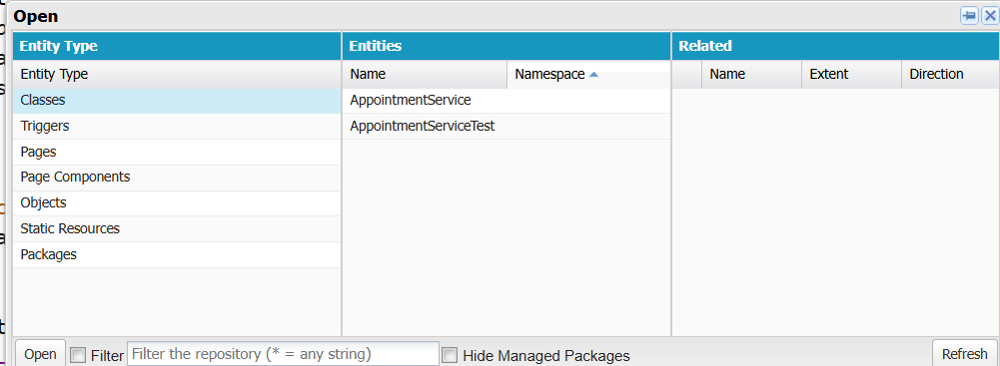 Open
Entity Type Entities Related
Entity Type Name Namespace Name Extent Direction
Classes AppointmentService
Triggers AppointmentServiceTest
Pages
Page Components
Objects
Static Resources
Packages
Open Filter Filter the repository (* = any string) Hide Managed Packages Refresh